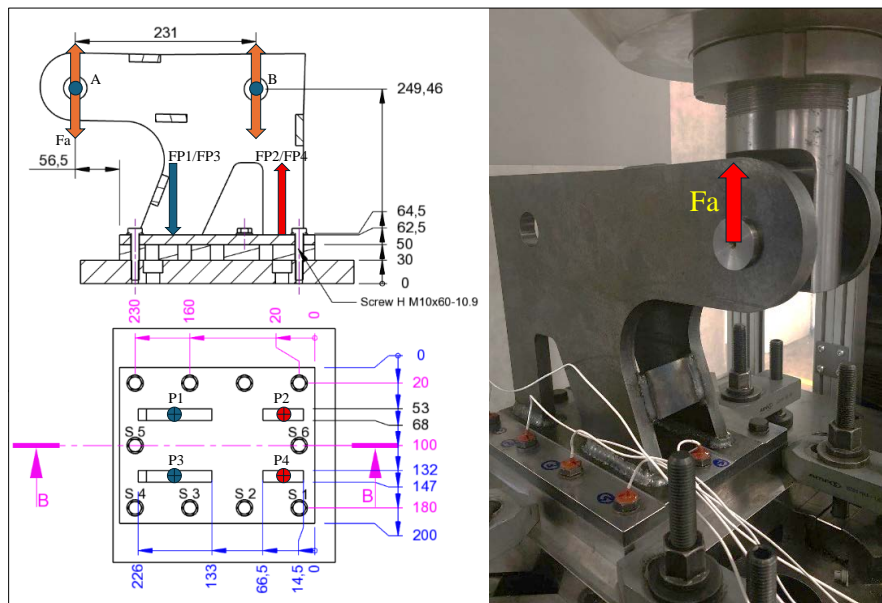 231
A
B
249,46
Fa
56,5
FP1/FP3
FP2/FP4
64,5
62,5
50
30
0
Screw H M10x60-10.9
230
160
20
0
0
20
P1
P2
53
68
S 5
S 6
100
P3
P4
132
147
B
B
S 4
S 3
S 2
S 1
180
200
226
133
66,5
14,5
0
Fa